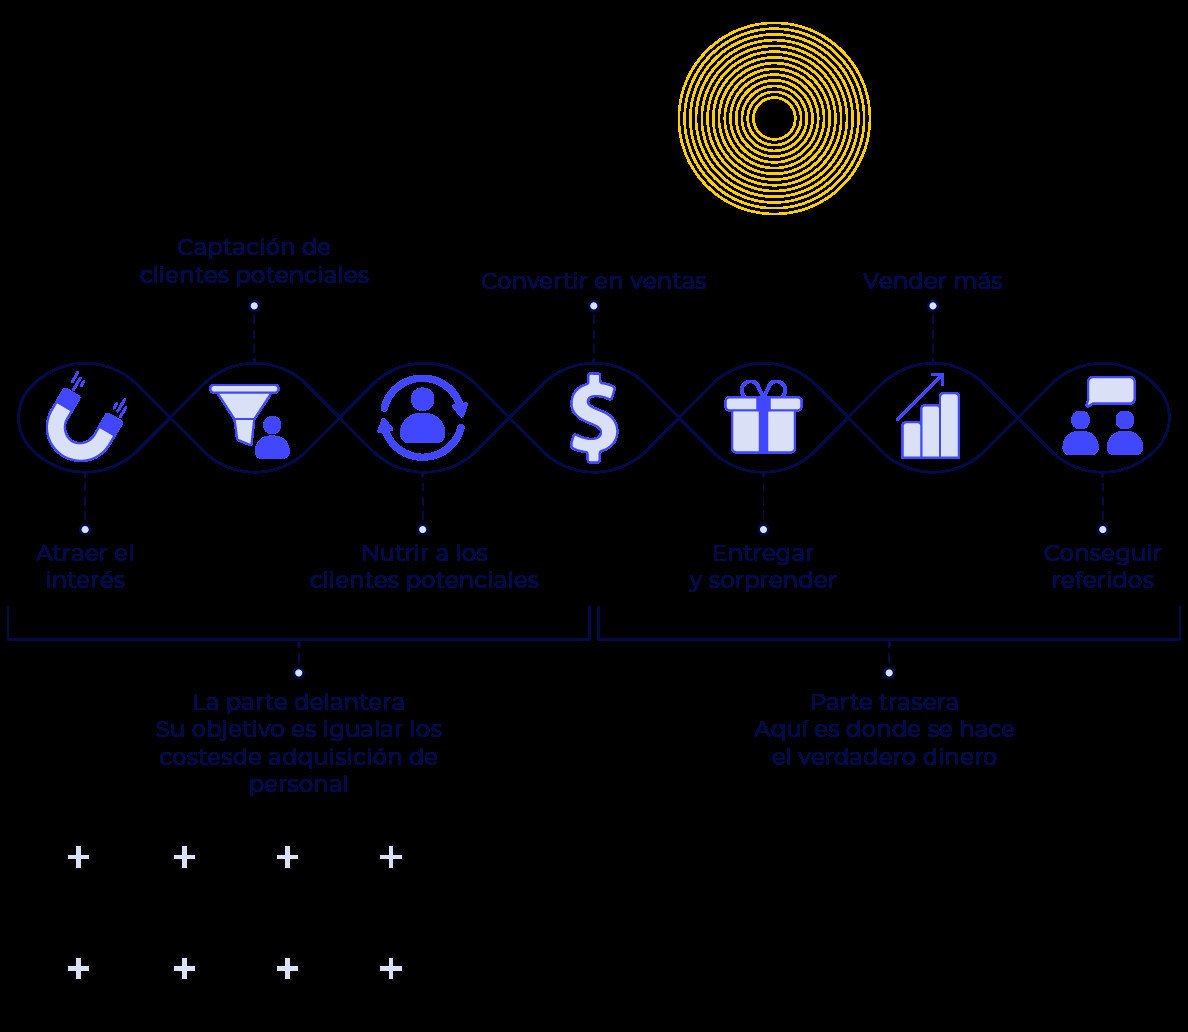 Captación de
clientes potenciales
Convertir en ventas
Vender más
Atraer el
interés
Nutrir a los
clientes potenciales
Entregar
y sorprender
Conseguir
referidos
La parte delantera
Su objetivo es igualar los
costesde adquisición de
personal
Parte trasera
Aquí es donde se hace
el verdadero dinero